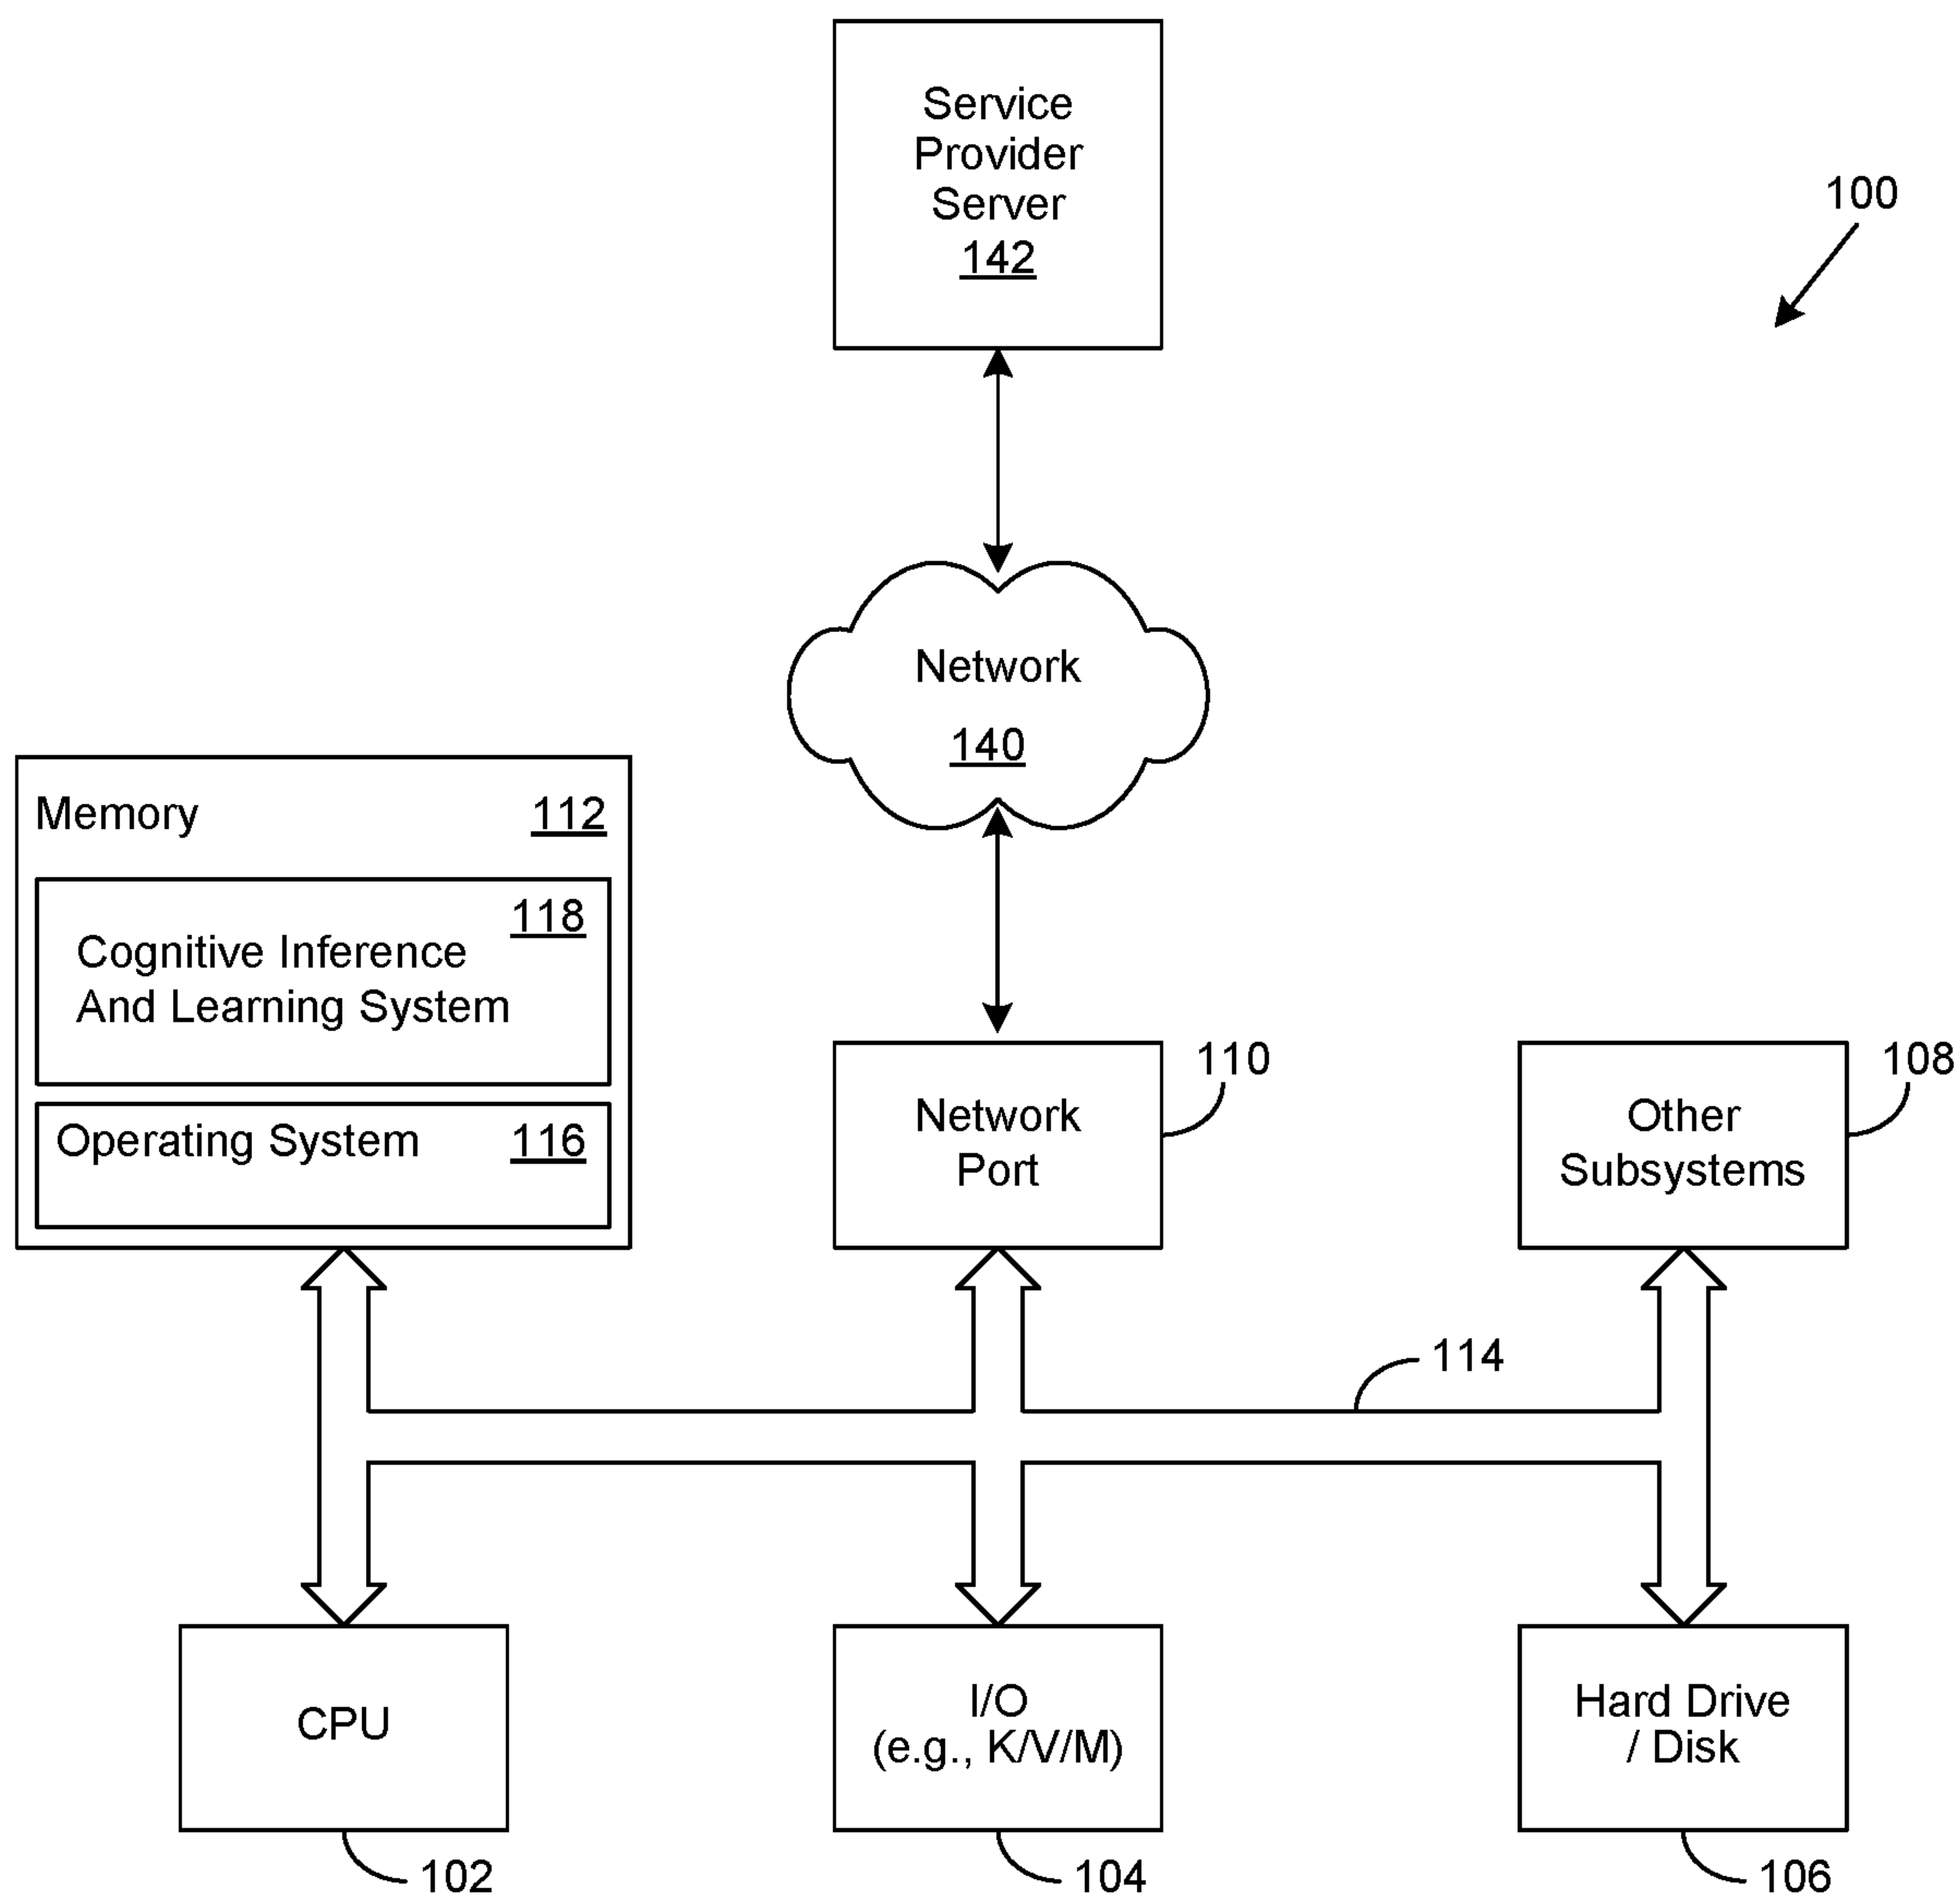 Service
Provider
Server
142
100
Network
140
Memory 112
118
Cognitive Inference
And Learning System
Operating System 116
Network
Port
110
Other
Subsystems
108
114
CPU
102
I/O
(e.g., K/V/M)
104
Hard Drive
/ Disk
106